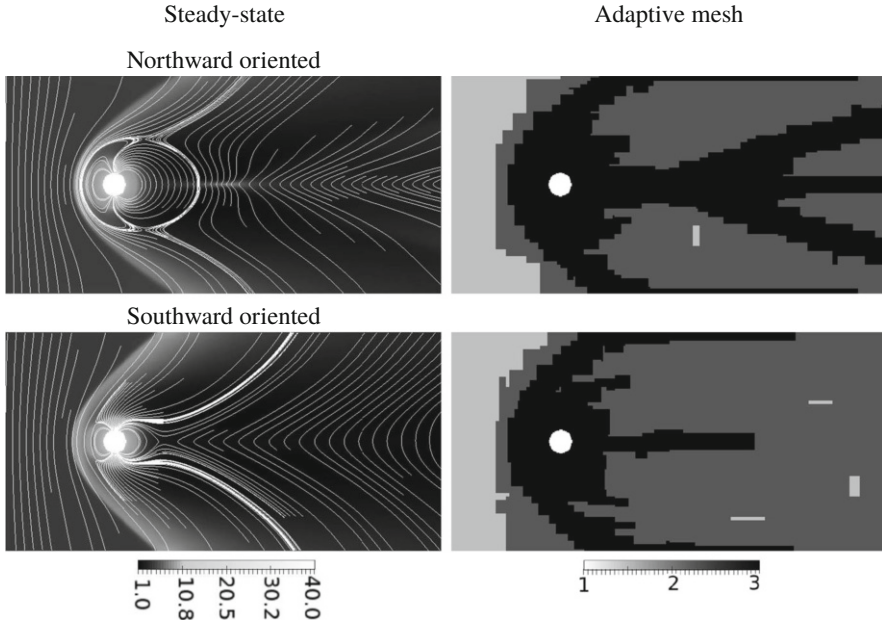 Steady-state
Adaptive mesh
Northward oriented
Southward oriented
1.0 10.8 20.5 30.2 40.0
1 2 3